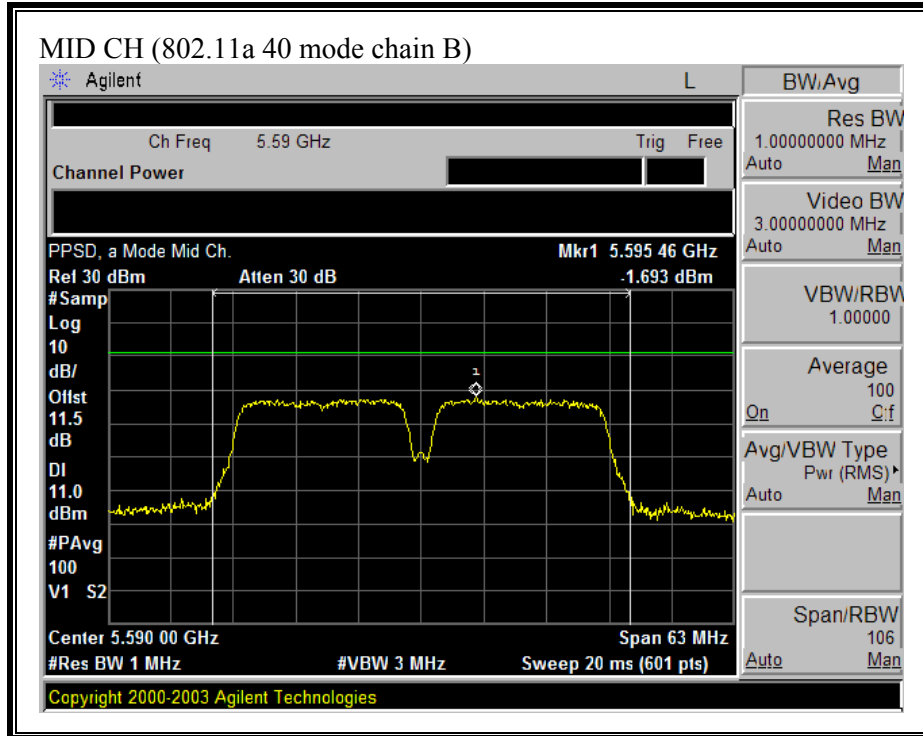 MID CH (802.11a 40 mode chain B)
Agilent L BW/Avg
Ch Freq 5.59 GHz Trig Free
Channel Power
PPSD, a Mode Mid Ch. Mkr1 5.595 46 GHz
Ref 30 dBm Atten 30 dB -1.693 dBm
#Samp
Log
10
dB/
Offst
11.5
dB
DI
11.0
dBm
#PAvg
100
V1 S2
1
Center 5.590 00 GHz Span 63 MHz
#Res BW 1 MHz #VBW 3 MHz Sweep 20 ms (601 pts)
Copyright 2000-2003 Agilent Technologies
Res BW
1.00000000 MHz
Auto Man
Video BW
3.00000000 MHz
Auto Man
VBW/RBW
1.00000
Average
100
On Off
Avg/VBW Type
Pwr (RMS)
Auto Man
Span/RBW
106
Auto Man